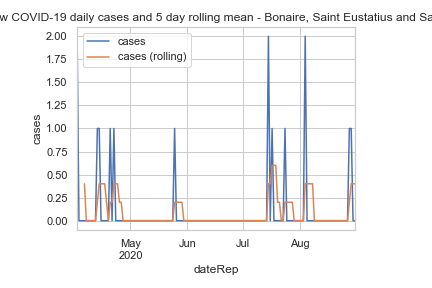 w COVID-19 daily cases and 5 day rolling mean - Bonaire, Saint Eustatius and Sa
cases
cases (rolling)
2.00
1.75
1.50
1.25
1.00
0.75
0.50
0.25
0.00
cases
May
2020
Jun
Jul
Aug
dateRep